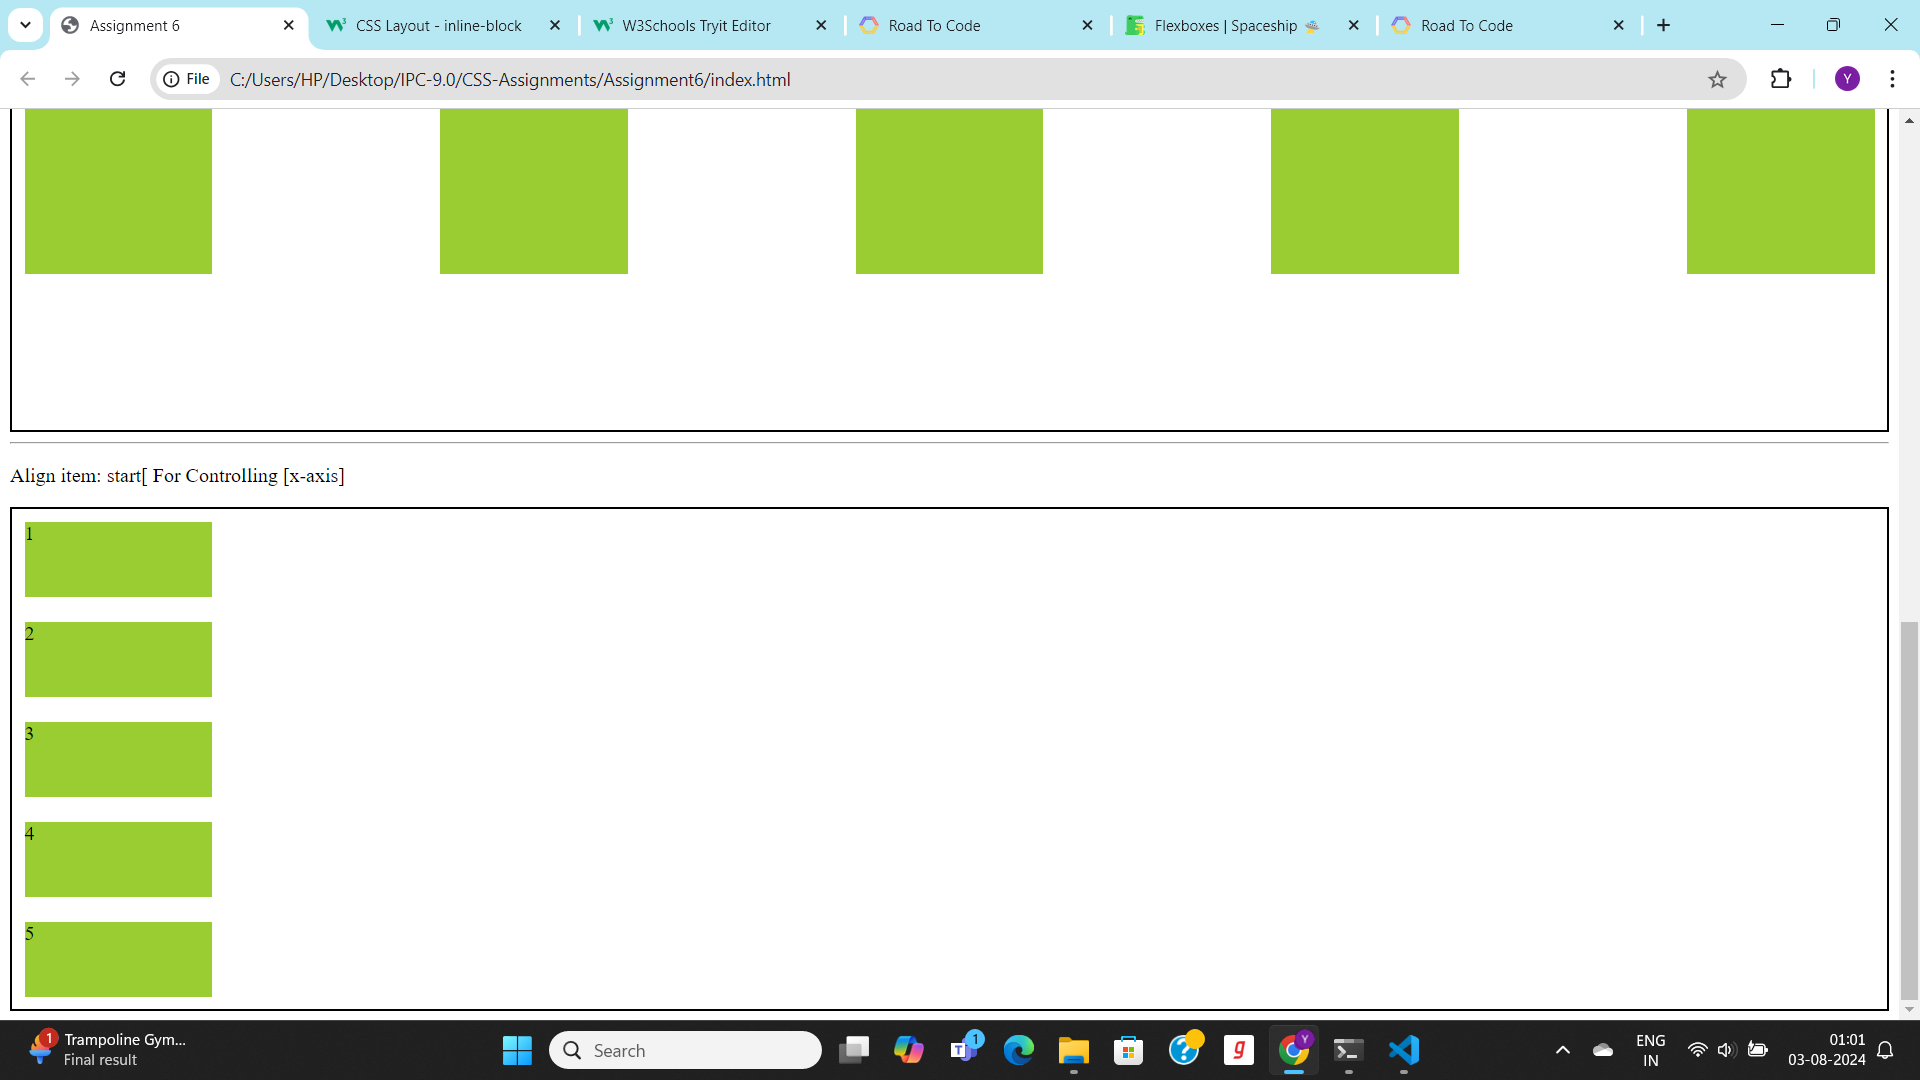 Assignment 6
CSS Layout - inline-block
W3Schools Tryit Editor
Road To Code
Flexboxes | Spaceship
Road To Code
File
C:/Users/HP/Desktop/IPC-9.0/CSS-Assignments/Assignment6/index.html
Y
Align item: start[ For Controlling [x-axis]
1
2
3
4
5
1
Trampoline Gym...
Final result
Search
1
T
g
Y
ENG
IN
01:01
03-08-2024